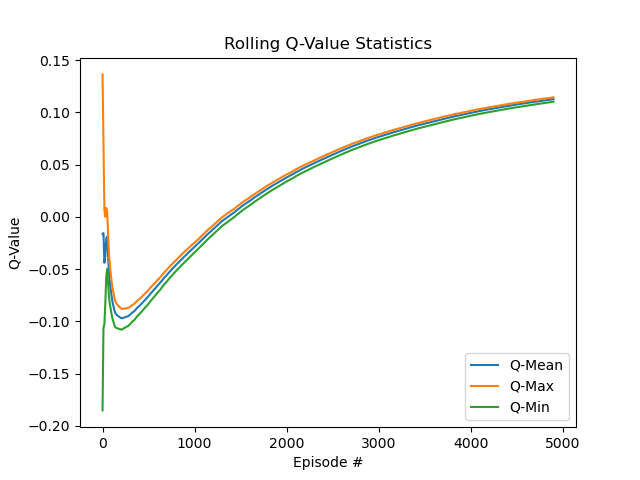 Rolling Q-Value Statistics
0.15
0.10
0.05
0.00
−0.05
−0.10
−0.15
−0.20
Q-Value
0 1000 2000 3000 4000 5000
Episode #
Q-Mean
Q-Max
Q-Min